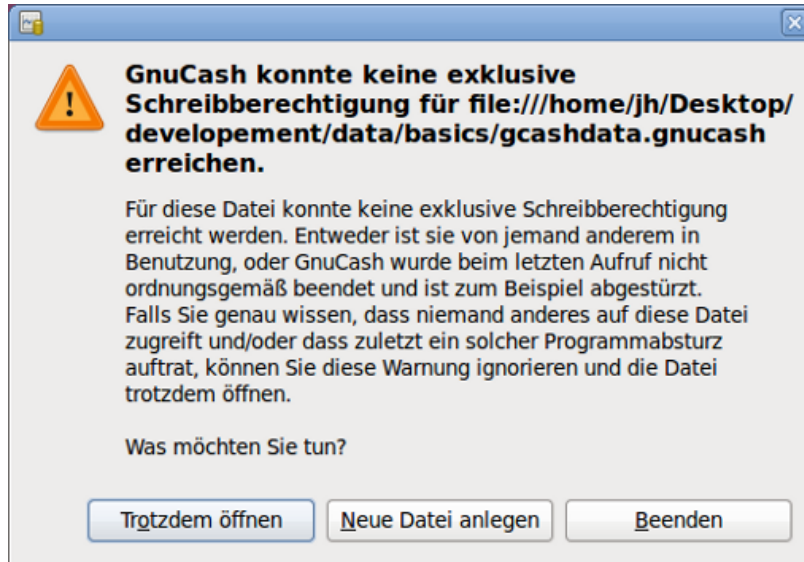 GnuCash konnte keine exklusive
Schreibberechtigung für file:///home/jh/Desktop/
developement/data/basics/gcashdata.gnucash
erreichen.
Für diese Datei konnte keine exklusive Schreibberechtigung
erreicht werden. Entweder ist sie von jemand anderem in
Benutzung, oder GnuCash wurde beim letzten Aufruf nicht
ordnungsgemäß beendet und ist zum Beispiel abgestürzt.
Falls Sie genau wissen, dass niemand anderes auf diese Datei
zugreift und/oder dass zuletzt ein solcher Programmabsturz
auftrat, können Sie diese Warnung ignorieren und die Datei
trotzdem öffnen.
Was möchten Sie tun?
Trotzdem öffnen Neue Datei anlegen Beenden